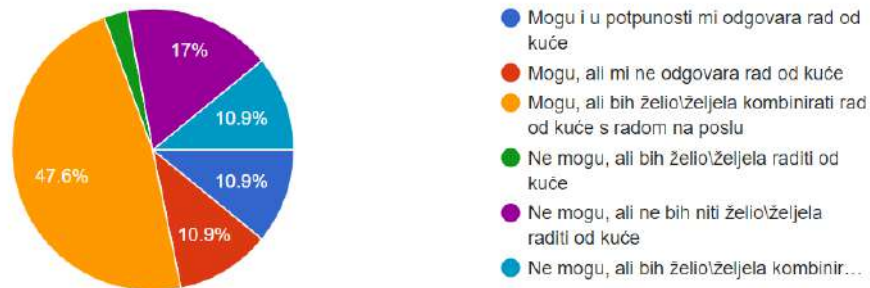 17%
10.9%
10.9%
10.9%
47.6%
Mogu i u potpunosti mi odgovara rad od
kuće
Mogu, ali mi ne odgovara rad od kuće
Mogu, ali bih želio\željela kombinirati rad
od kuće s radom na poslu
Ne mogu, ali bih želio\željela raditi od
kuće
Ne mogu, ali ne bih niti želio\željela
raditi od kuće
Ne mogu, ali bih želio\željela kombinir…